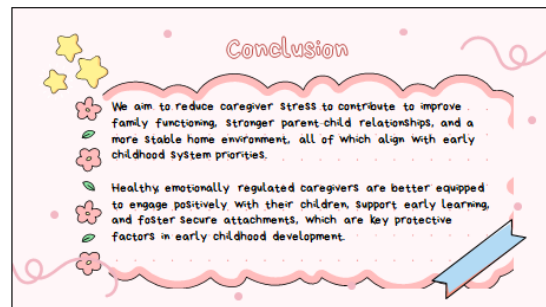 Conclusion
We aim to reduce caregiver stress to contribute to improve
family functioning, stronger parent-child relationships, and a
more stable home environment, all of which align with early
childhood system priorities.
Healthy, emotionally regulated caregivers are better equipped
to engage positively with their children, support early learning,
and foster secure attachments, which are key protective
factors in early childhood development.